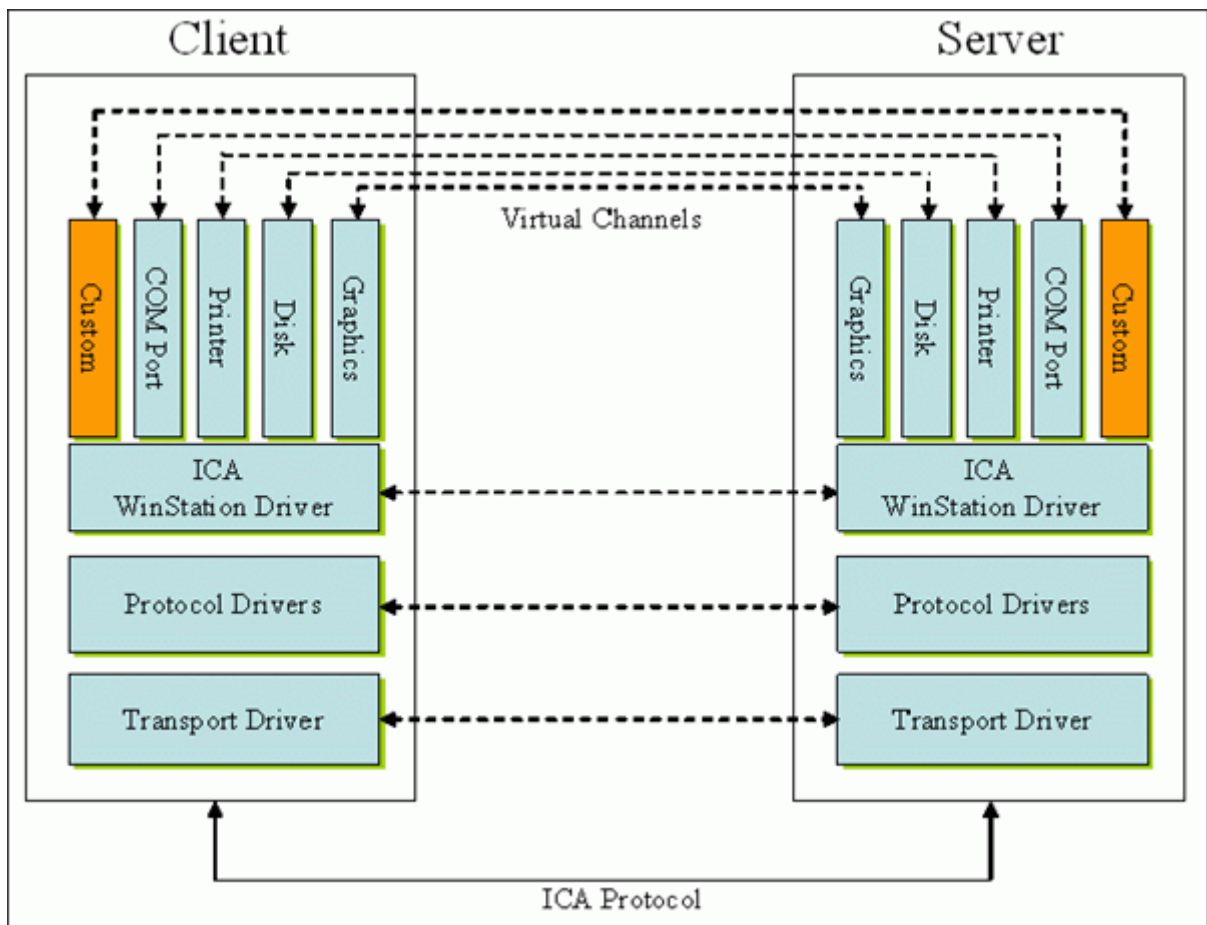 Client
Server
Virtual Channels
Custom
COM Port
Printer
Disk
Graphics
Graphics
Disk
Printer
COM Port
Custom
ICA
WinStation Driver
ICA
WinStation Driver
Protocol Drivers
Protocol Drivers
Transport Driver
Transport Driver
ICA Protocol